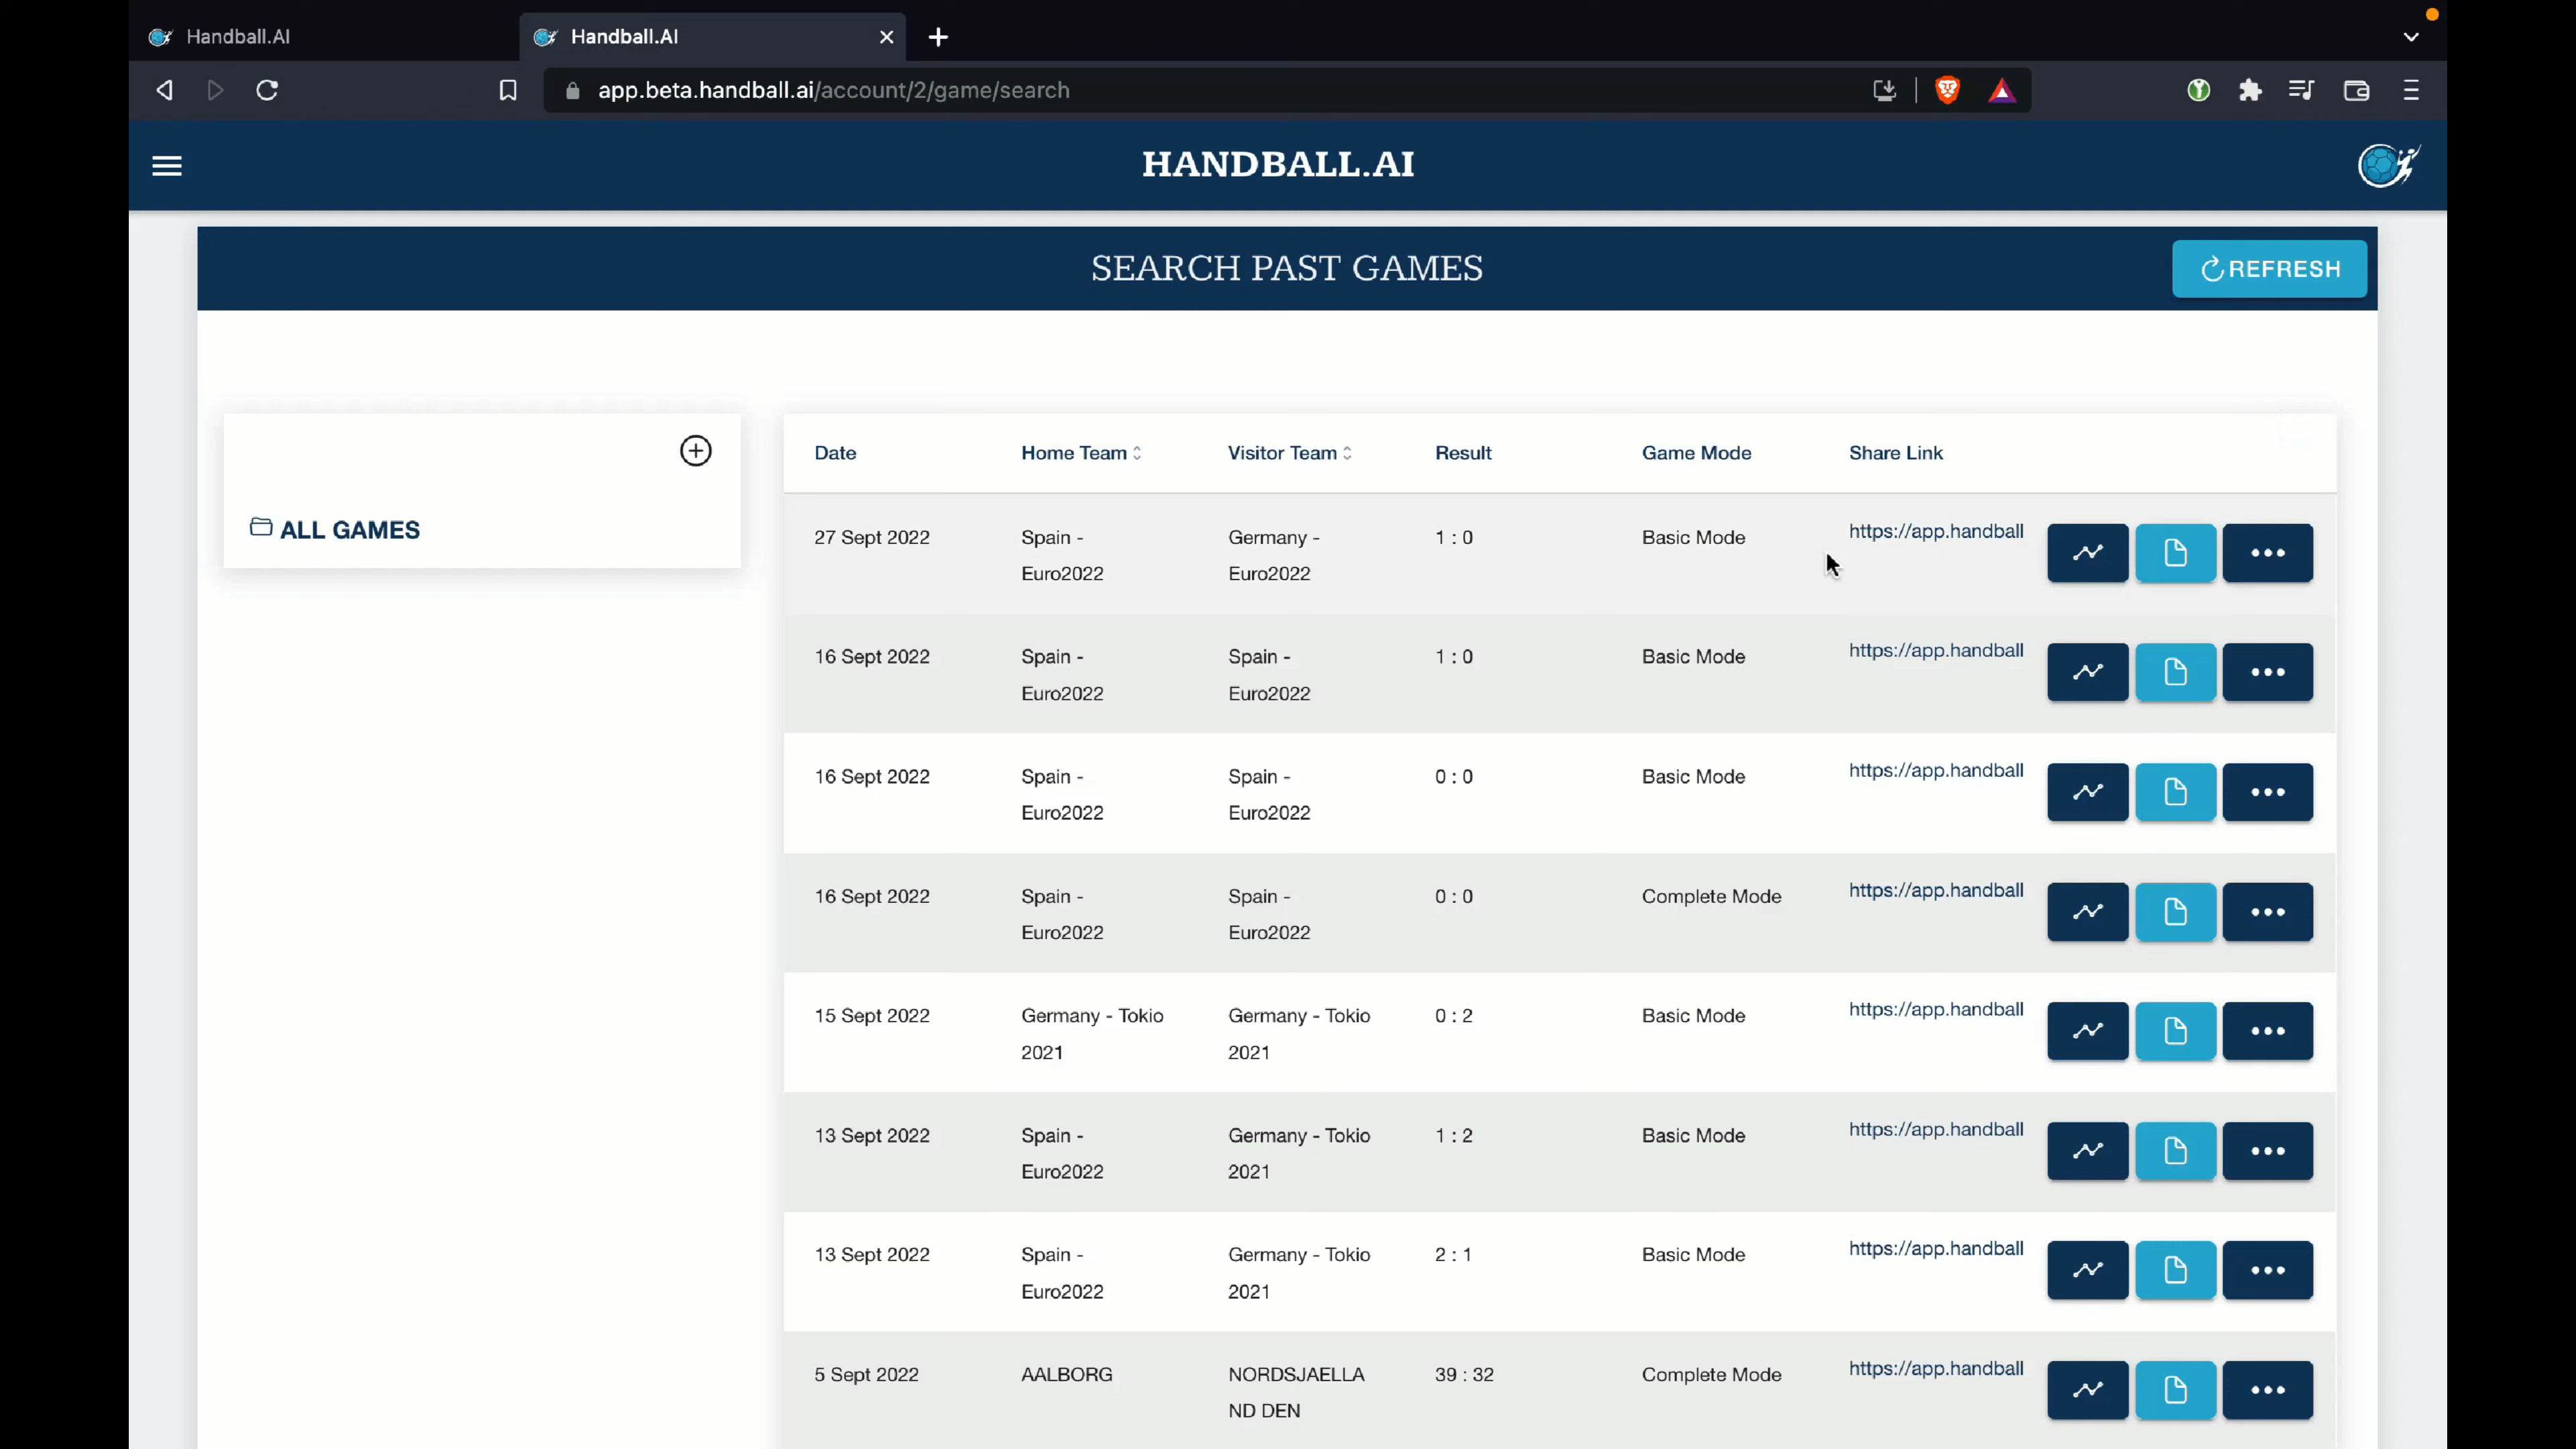 Handball.AI
Handball.AI
app.beta.handball.ai/account/2/game/search
HANDBALL.AI
SEARCH PAST GAMES
REFRESH
ALL GAMES
Date Home Team Visitor Team Result Game Mode Share Link
27 Sept 2022 Spain - Germany - 1 : 0 Basic Mode https://app.handball
Euro2022 Euro2022
16 Sept 2022 Spain - Spain - 1 : 0 Basic Mode https://app.handball
Euro2022 Euro2022
16 Sept 2022 Spain - Spain - 0 : 0 Basic Mode https://app.handball
Euro2022 Euro2022
16 Sept 2022 Spain - Spain - 0 : 0 Complete Mode https://app.handball
Euro2022 Euro2022
15 Sept 2022 Germany - Tokio Germany - Tokio 0 : 2 Basic Mode https://app.handball
2021 2021
13 Sept 2022 Spain - Germany - Tokio 1 : 2 Basic Mode https://app.handball
Euro2022 2021
13 Sept 2022 Spain - Germany - Tokio 2 : 1 Basic Mode https://app.handball
Euro2022 2021
5 Sept 2022 AALBORG NORDSJAELLA 39 : 32 Complete Mode https://app.handball
ND DEN